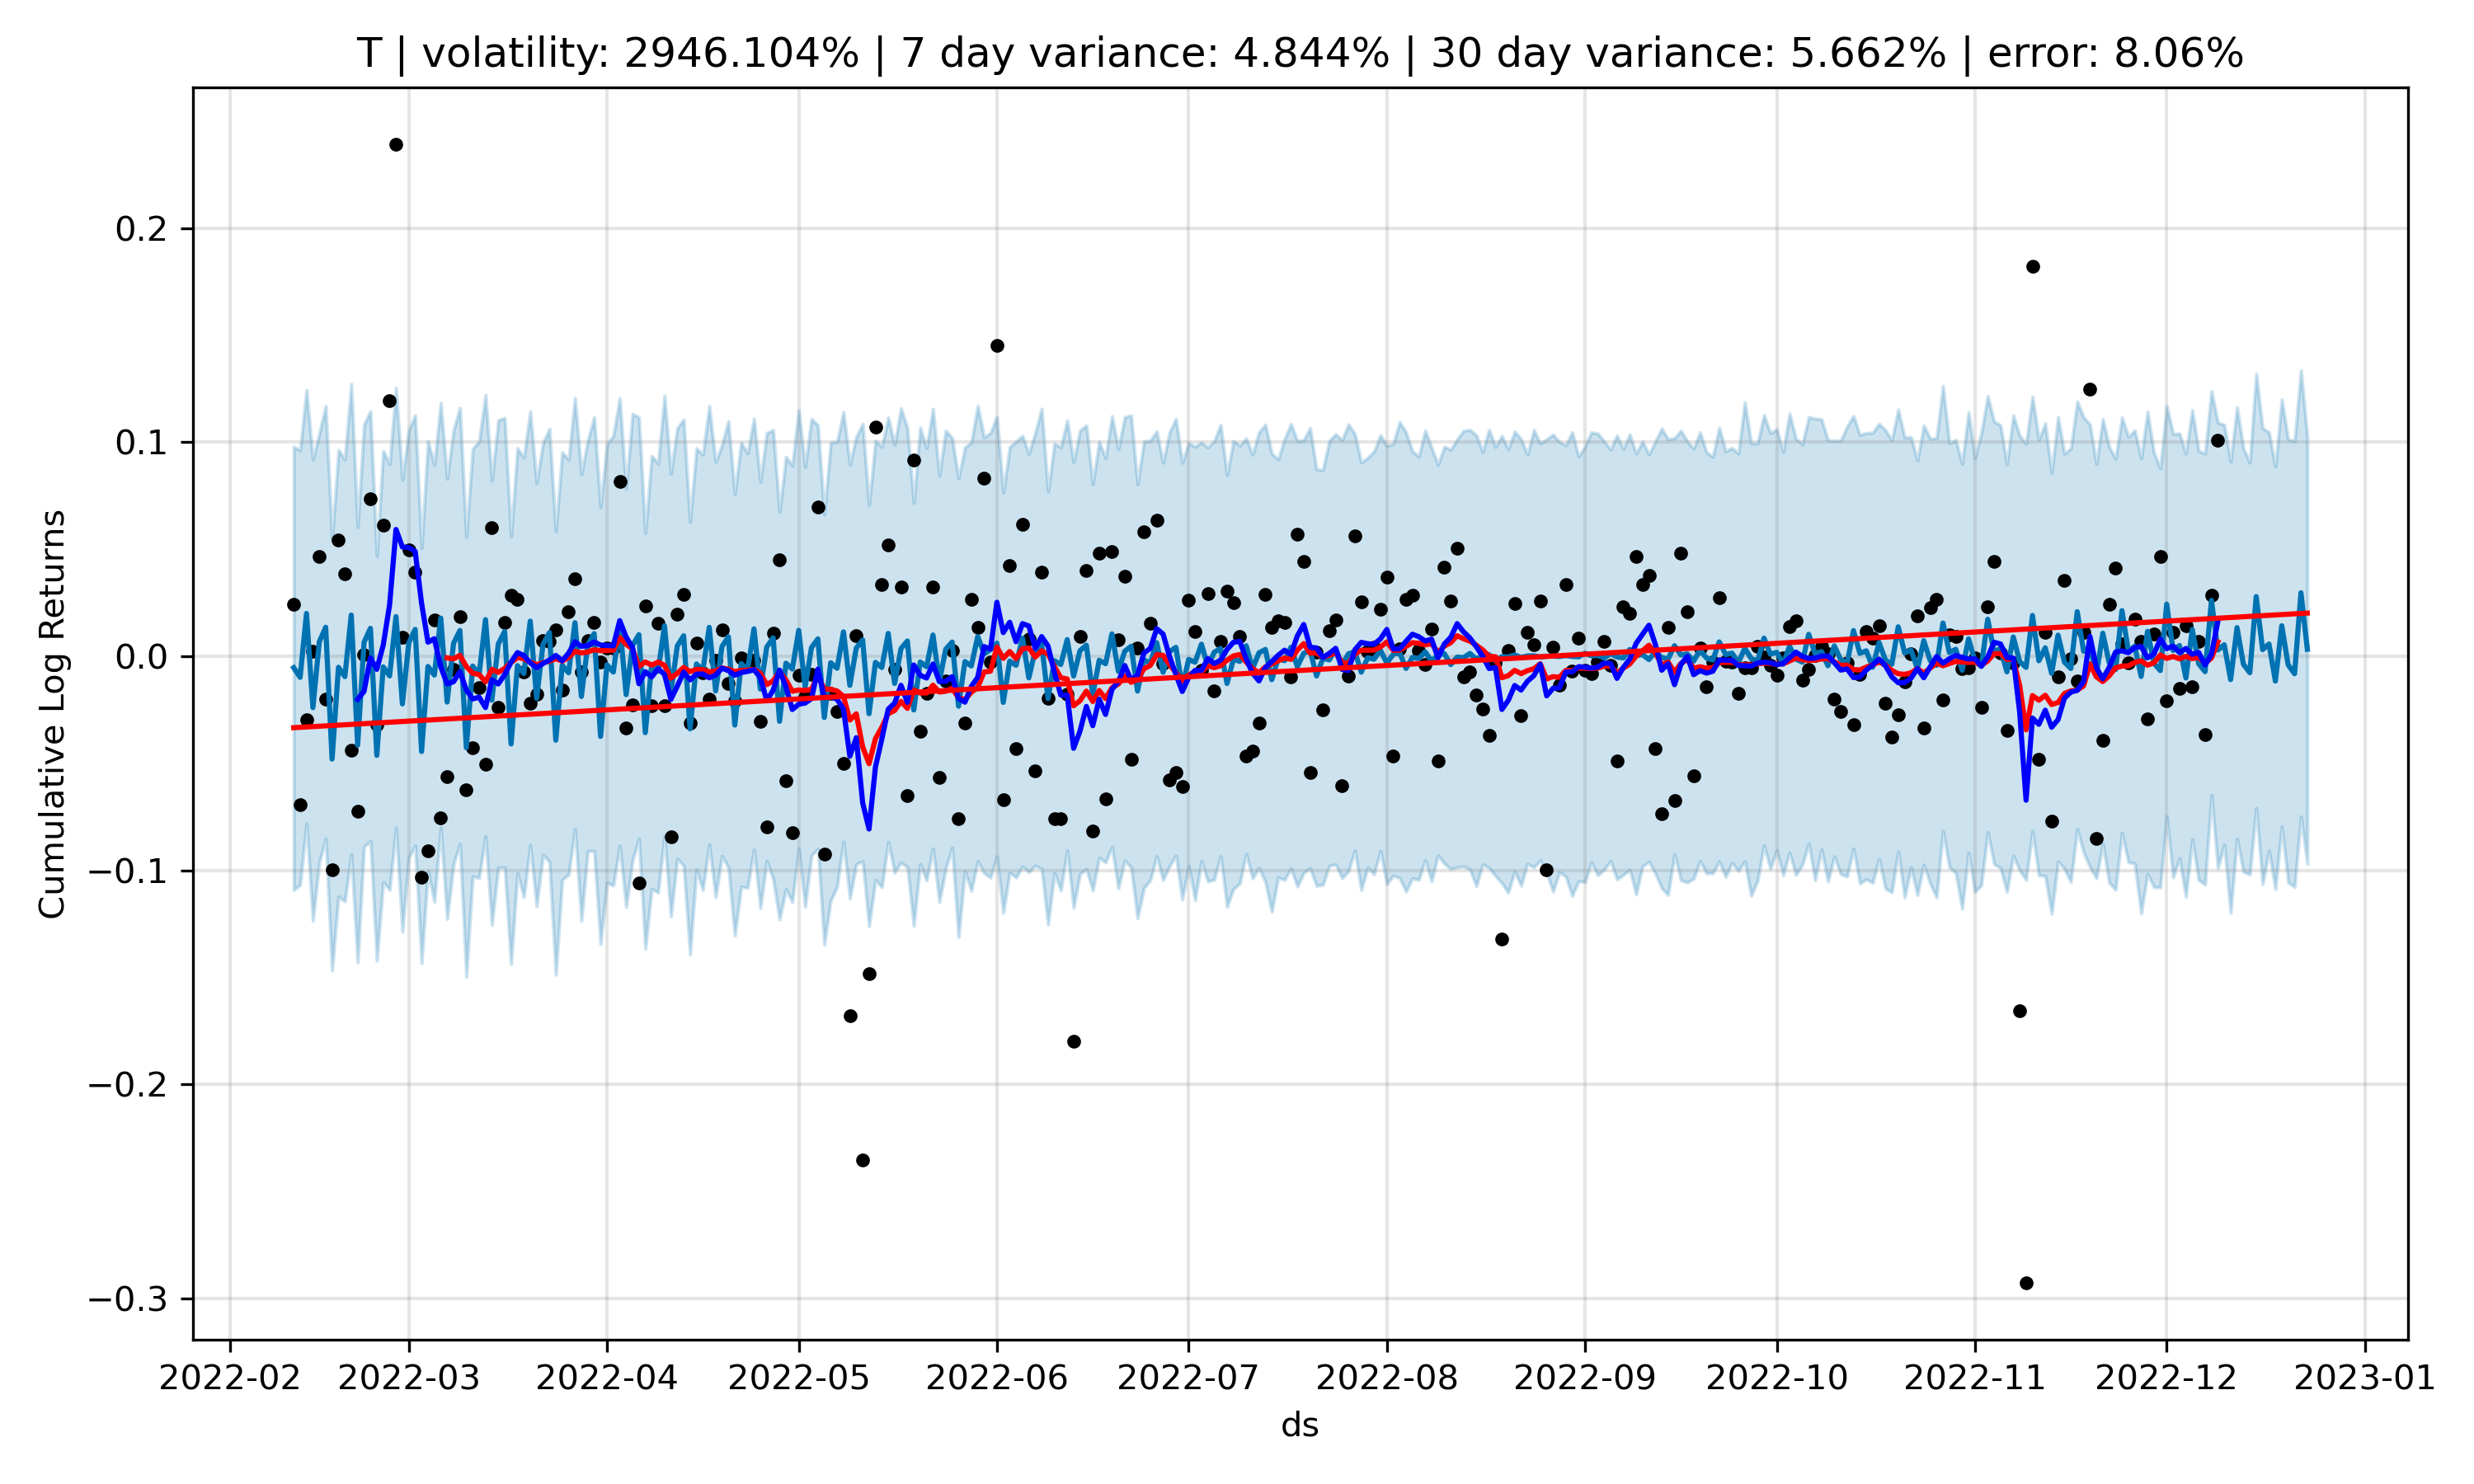 T | volatility: 2946.104% | 7 day variance: 4.844% | 30 day variance: 5.662% | error: 8.06%
Cumulative Log Returns
0.2
0.1
0.0
−0.1
−0.2
−0.3
2022-02 2022-03 2022-04 2022-05 2022-06 2022-07 2022-08 2022-09 2022-10 2022-11 2022-12 2023-01
ds